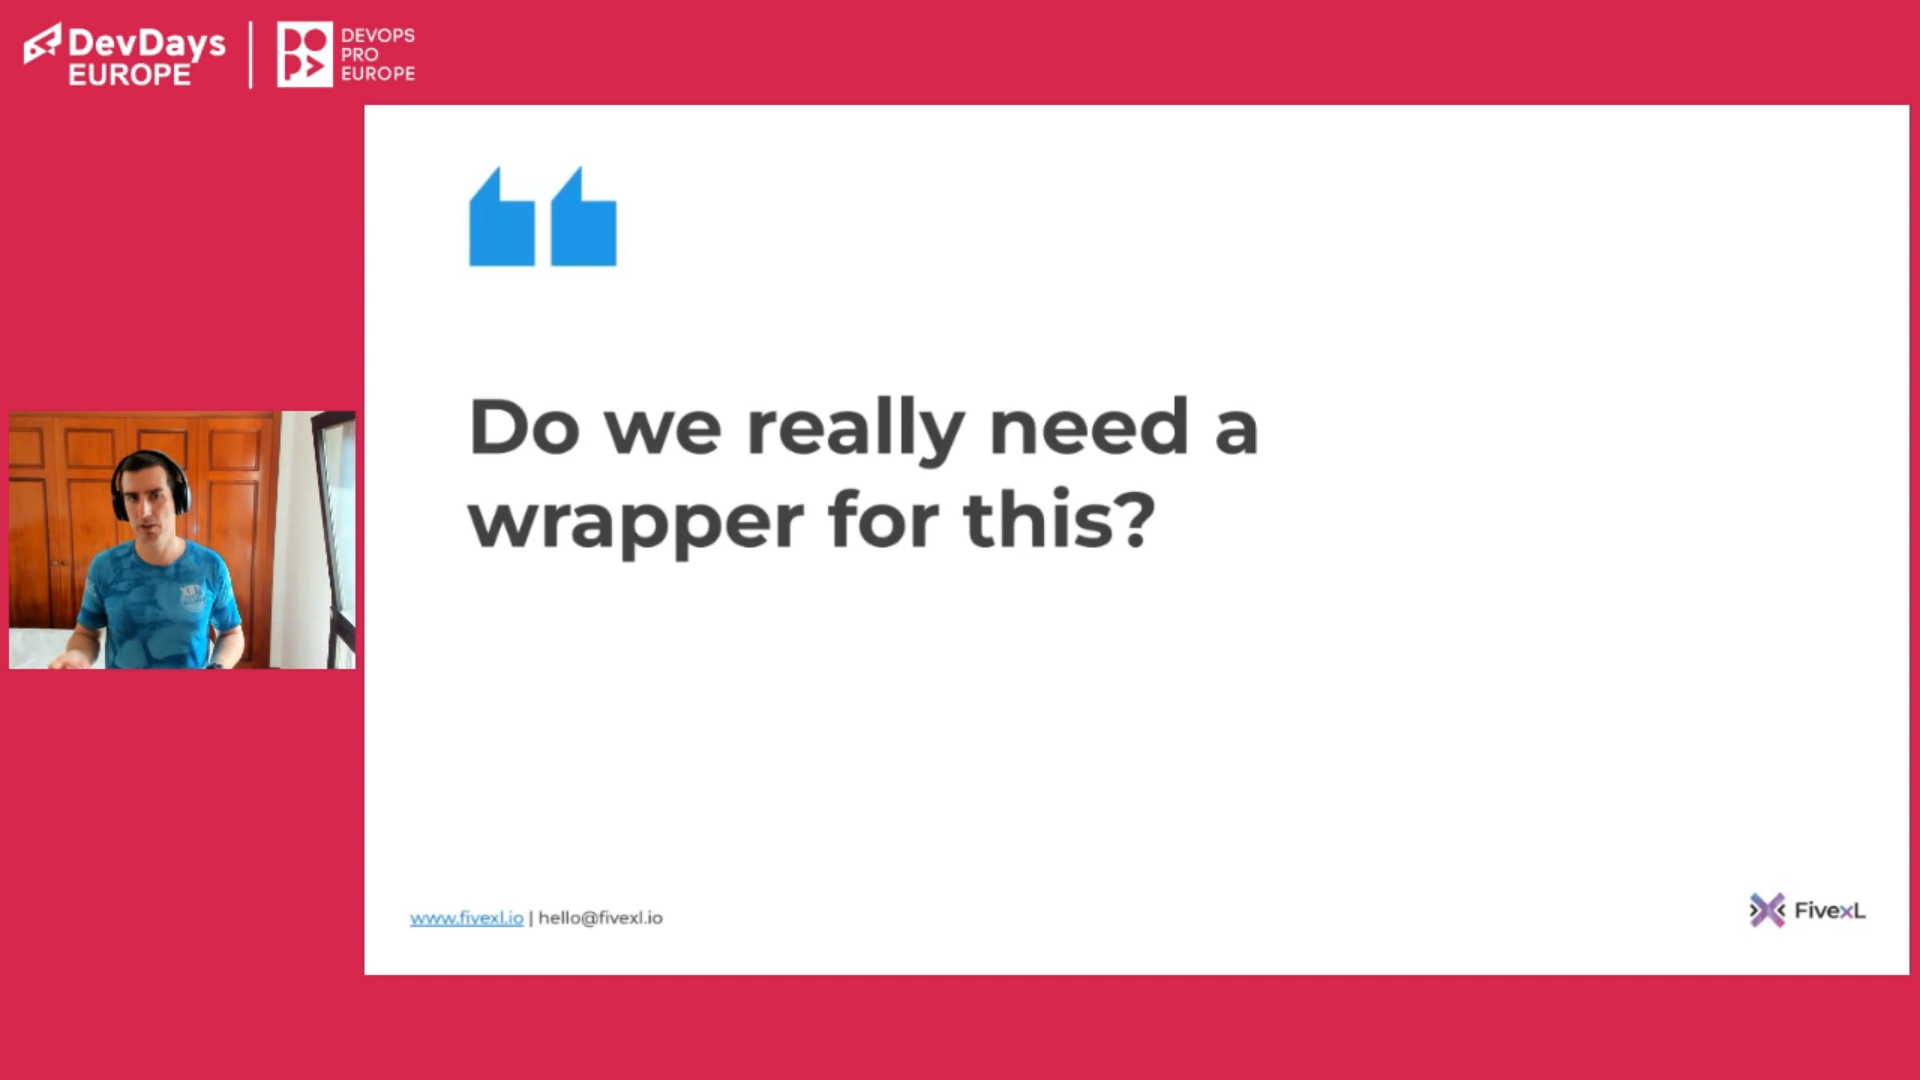 DevDays
EUROPE
DEVOPS
PRO
EUROPE
Do we really need a
wrapper for this?
www.fivexl.io | hello@fivexl.io
FivexL